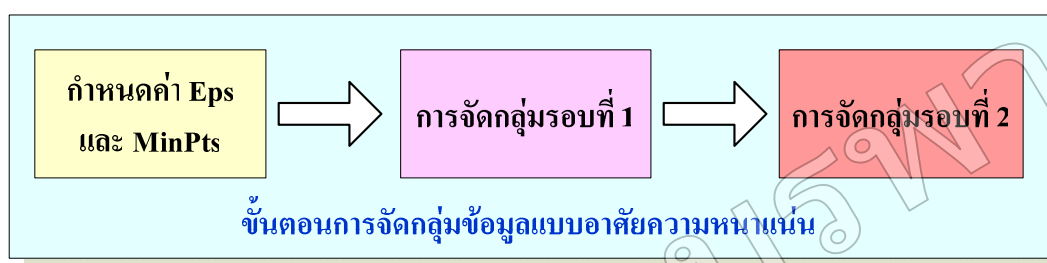 กำหนดค่า Eps
และ MinPts
การจัดกลุ่มรอบที่ 1
การจัดกลุ่มรอบที่ 2
ขั้นตอนการจัดกลุ่มข้อมูลแบบอาศัยความหนาแน่น